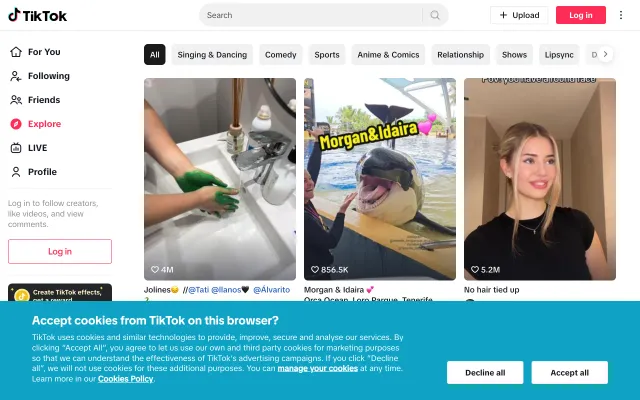 TikTok
Search
Upload
Log in
For You
Following
Friends
Explore
LIVE
Profile
Log in to follow creators,
like videos, and view
comments.
Log in
Create TikTok effects,
get a reward
All
Singing & Dancing
Comedy
Sports
Anime & Comics
Relationship
Shows
Lipsync
Morgan&Idaira💕
POV: you have a round face
4M
856.5K
5.2M
Jolines😏 //@Tati @llanos🖤 @Álvarito
Morgan & Idaira 💕
Orca Ocean, Loro Parque, Tenerife
No hair tied up
Accept cookies from TikTok on this browser?
TikTok uses cookies and similar technologies to provide, improve, secure and analyse our services. By
clicking "Accept All", you agree to let us use our own and third party cookies for marketing purposes
so that we can understand the effectiveness of TikTok's advertising campaigns. If you click "Decline
all", we will not use cookies for these additional purposes. You can manage your cookies at any time.
Learn more in our Cookies Policy.
Decline all
Accept all